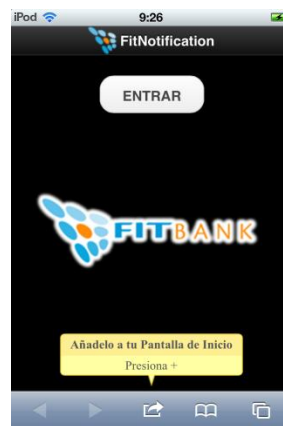 iPod 9:26
FitNotification
ENTRAR
FITBANK
Añadelo a tu Pantalla de Inicio
Presiona +